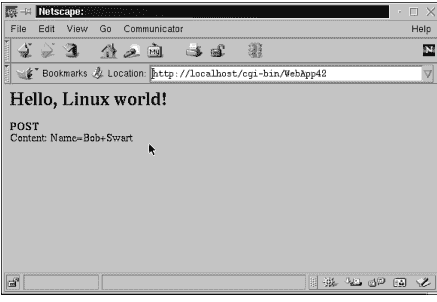 Netscape:
File Edit View Go Communicator Help
My
N
Bookmarks Location: http://localhost/cgi-bin/WebApp42
Hello, Linux world!
POST
Content: Name=Bob+Swart